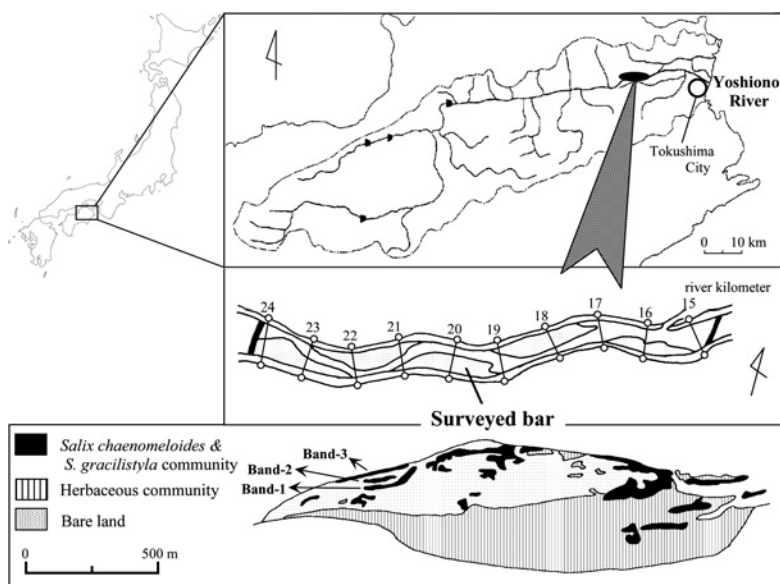 Yoshiono
River
Tokushima
City
0 10 km
river kilometer
24
23
22
21
20
19
18
17
16
15
Surveyed bar
Salix chaenomeloides &
S. gracilistyla community
Herbaceous community
Bare land
0 500 m
Band-3
Band-2
Band-1